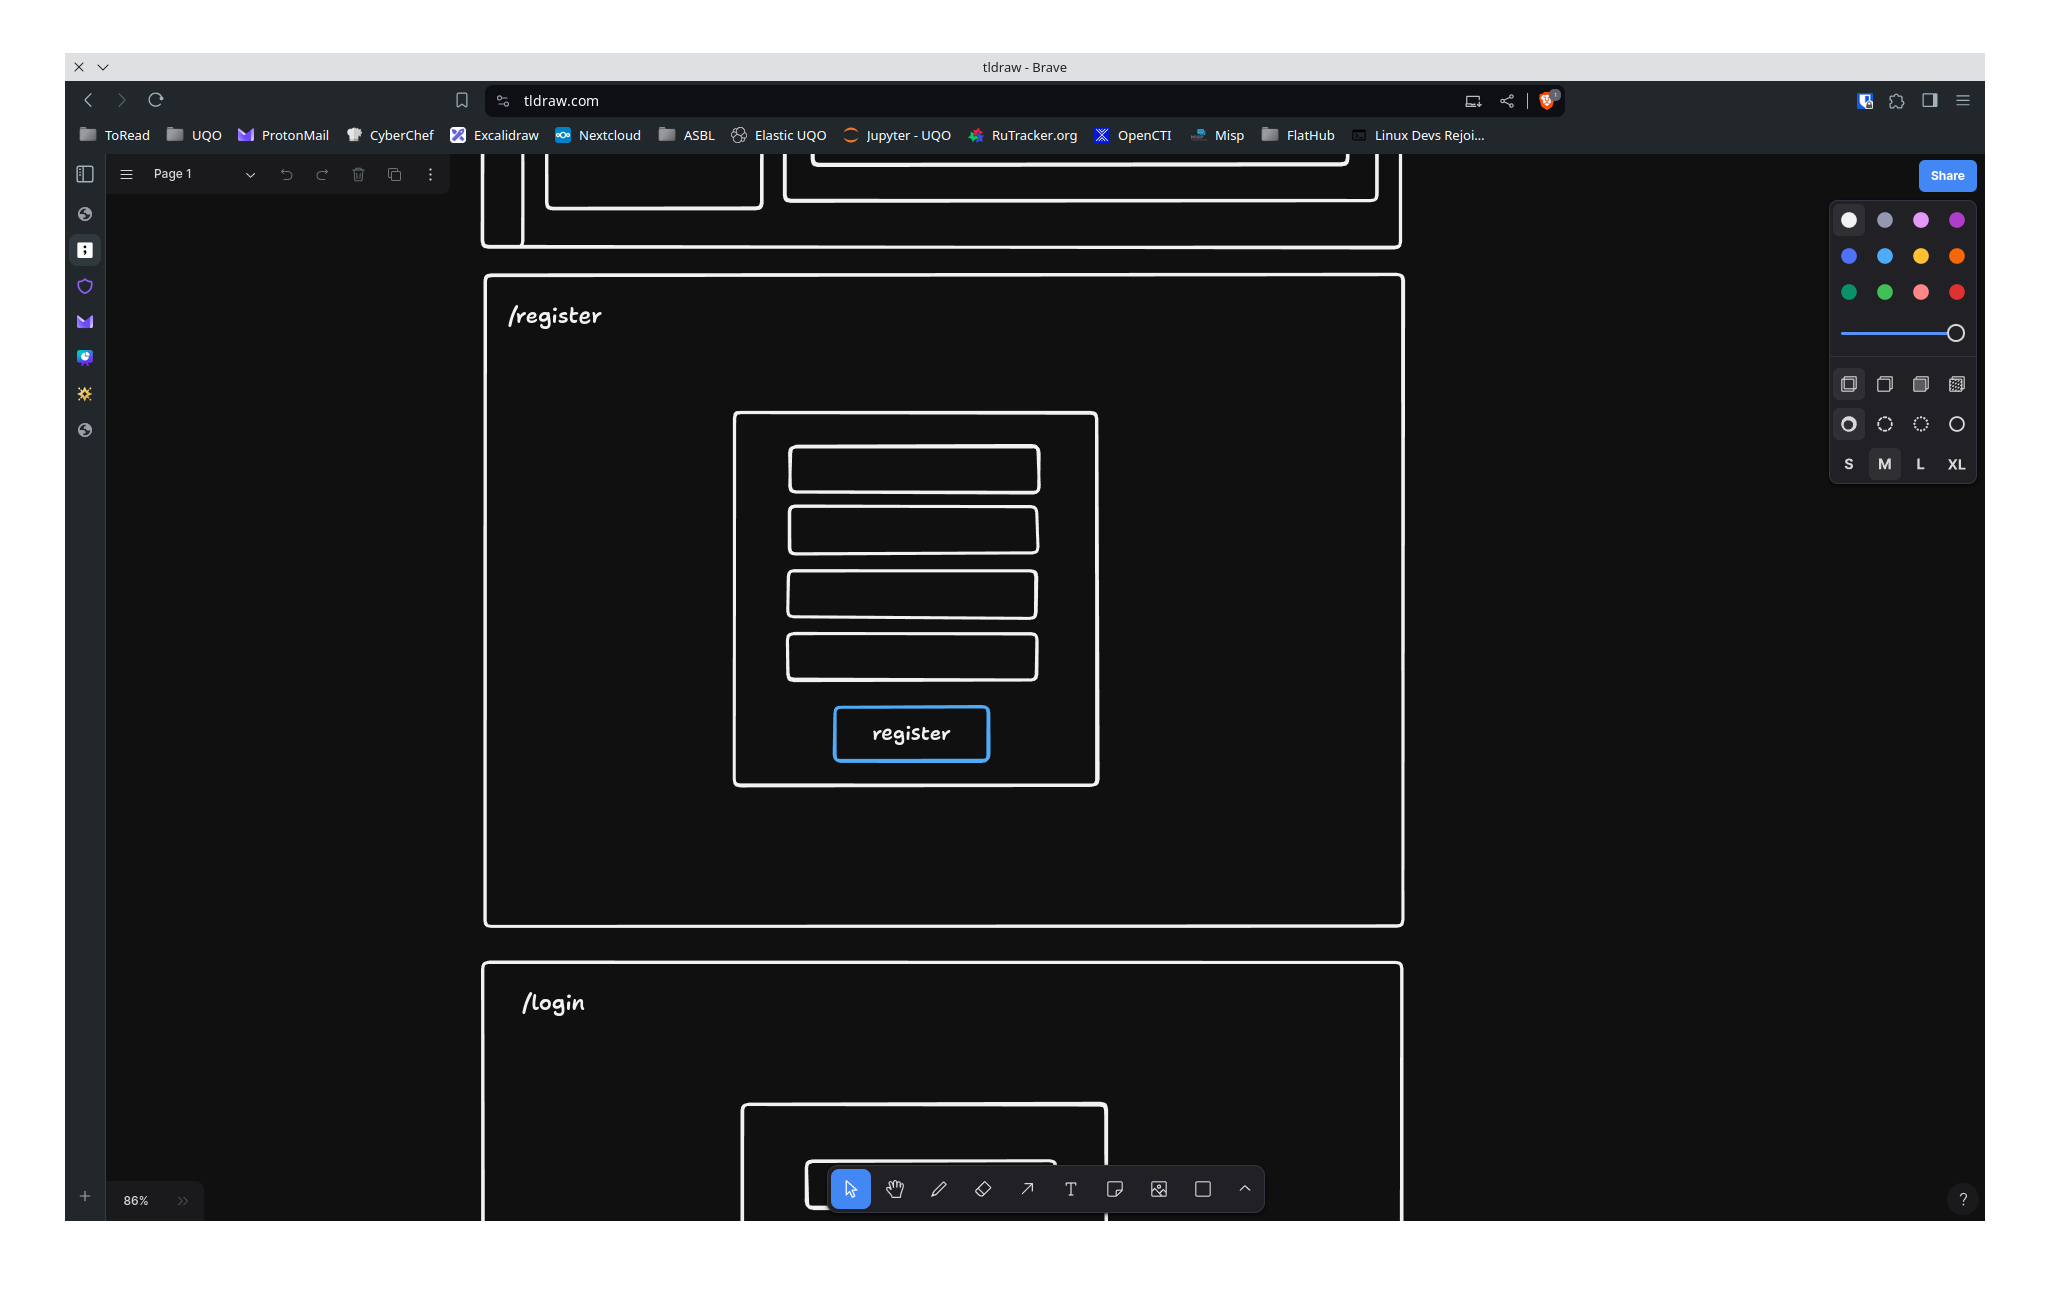 tldraw - Brave
tldraw.com
1
ToRead UQO ProtonMail CyberChef Excalidraw Nextcloud ASBL Elastic UQO Jupyter - UQO RuTracker.org OpenCTI Misp FlatHub Linux Devs Rejoi...
Page 1
Share
/register
S M L XL
register
/login
86%
T
?